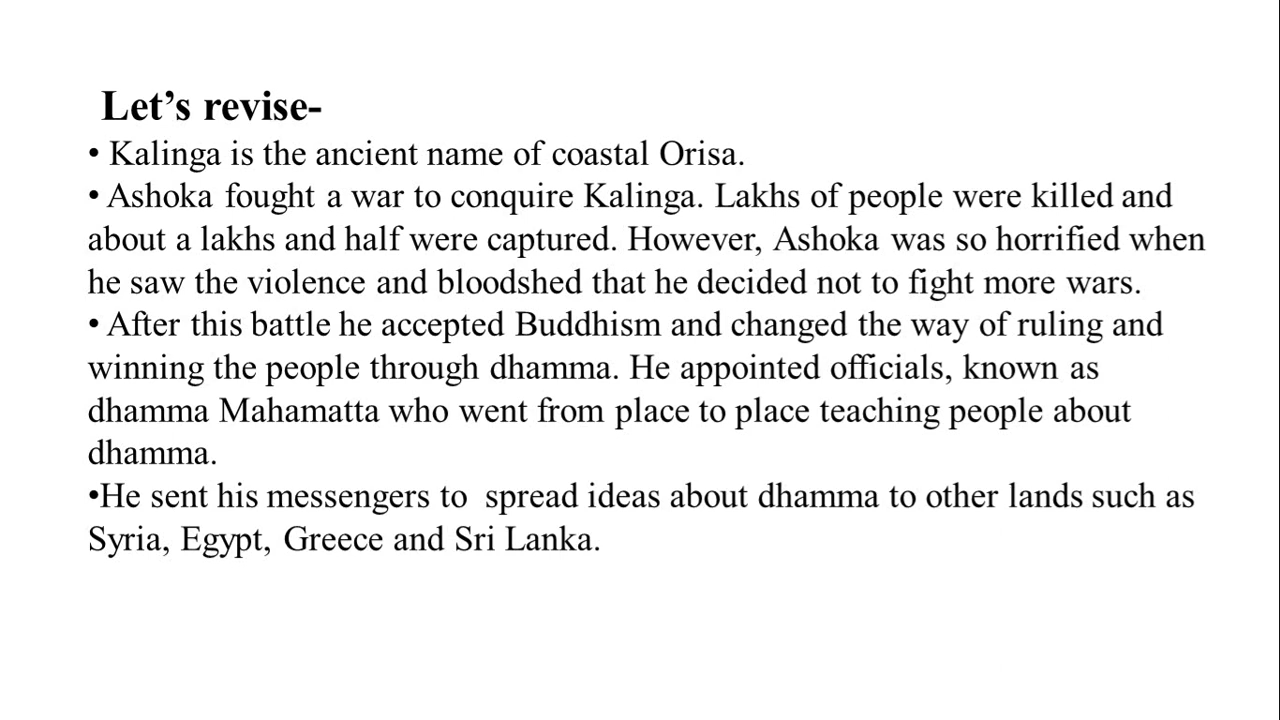 Let’s revise-
• Kalinga is the ancient name of coastal Orisa.
• Ashoka fought a war to conquire Kalinga. Lakhs of people were killed and
about a lakhs and half were captured. However, Ashoka was so horrified when
he saw the violence and bloodshed that he decided not to fight more wars.
• After this battle he accepted Buddhism and changed the way of ruling and
winning the people through dhamma. He appointed officials, known as
dhamma Mahamatta who went from place to place teaching people about
dhamma.
•He sent his messengers to  spread ideas about dhamma to other lands such as
Syria, Egypt, Greece and Sri Lanka.